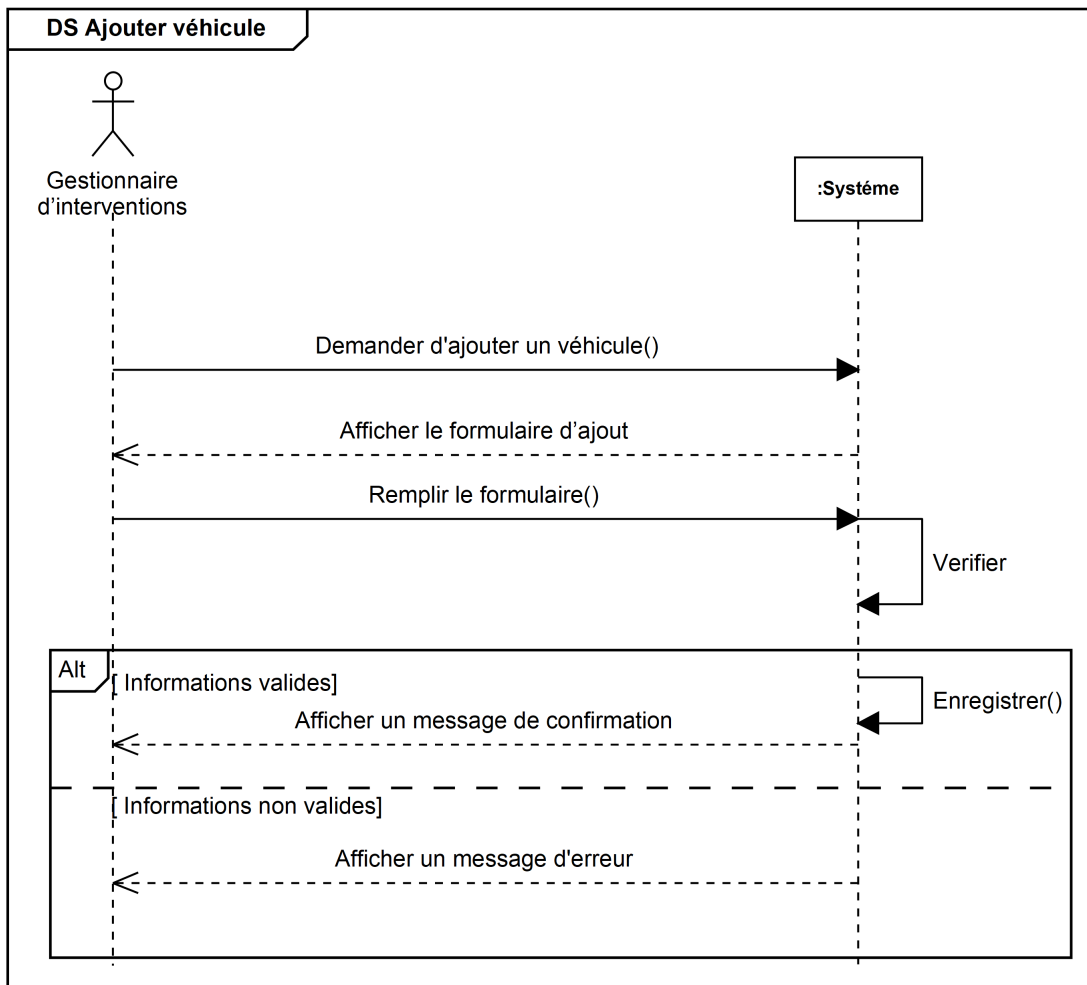 DS Ajouter véhicule
Gestionnaire
d’interventions
:Systéme
Demander d'ajouter un véhicule()
Afficher le formulaire d’ajout
Remplir le formulaire()
Verifier
Alt
[ Informations valides]
Enregistrer()
Afficher un message de confirmation
[ Informations non valides]
Afficher un message d'erreur